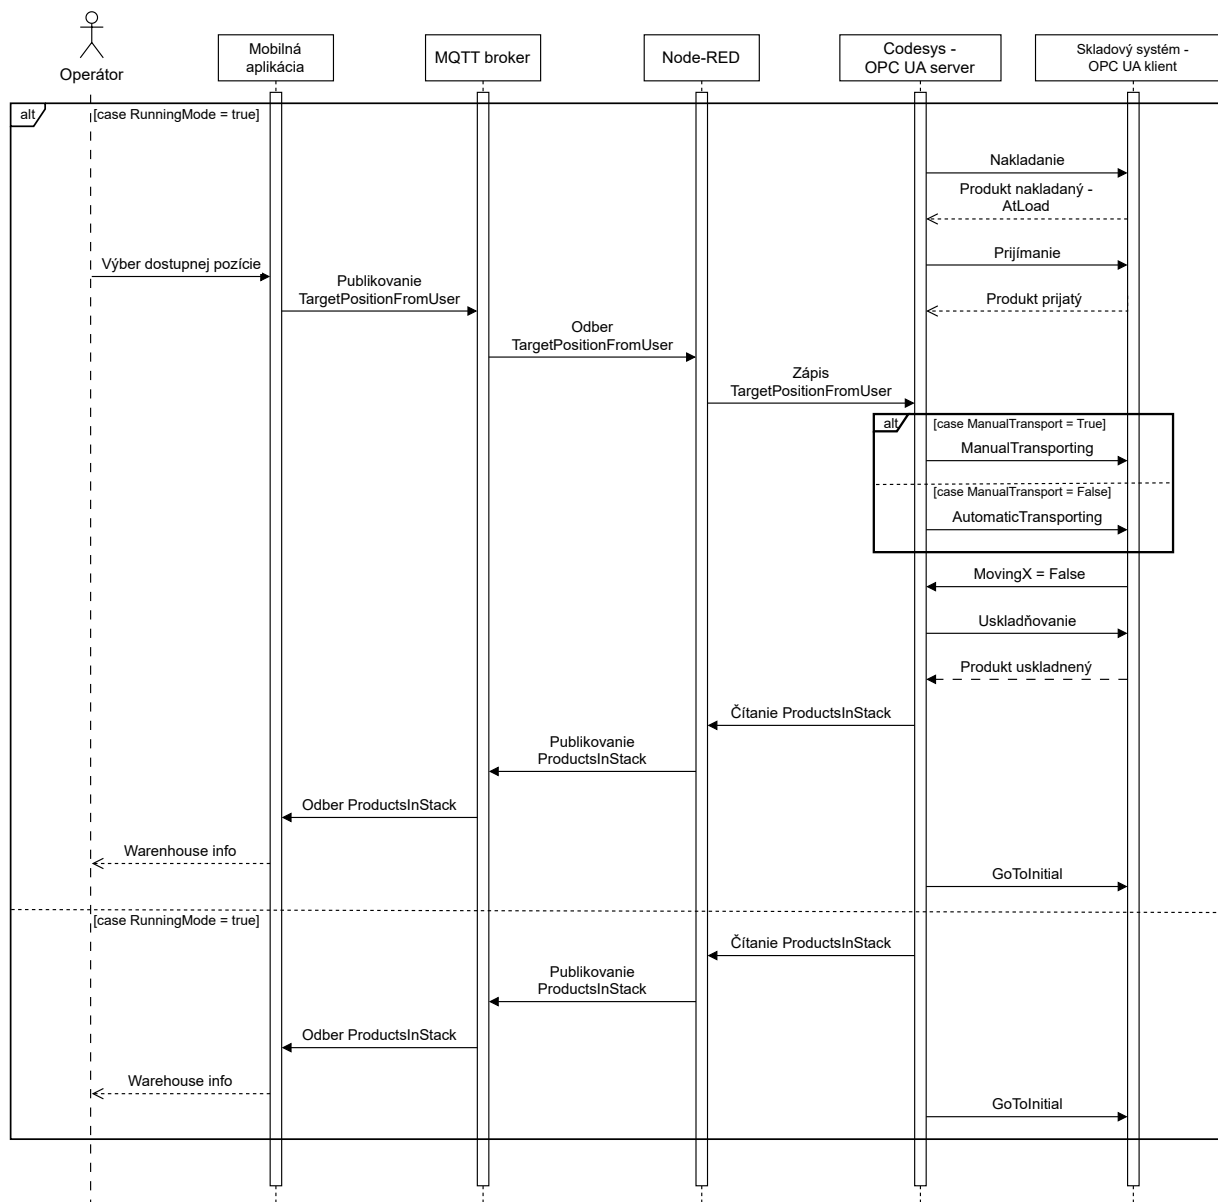 Operátor
Mobilná
aplikácia
MQTT broker
Node-RED
Codesys -
OPC UA server
Skladový systém -
OPC UA klient
alt
[case RunningMode = true]
Nakladanie
Produkt nakladaný -
AtLoad
Výber dostupnej pozície
Prijímanie
Publikovanie
TargetPositionFromUser
Produkt prijatý
Odber
TargetPositionFromUser
Zápis
TargetPositionFromUser
alt
[case ManualTransport = True]
ManualTransporting
[case ManualTransport = False]
AutomaticTransporting
MovingX = False
Uskladňovanie
Produkt uskladnený
Čítanie ProductsInStack
Publikovanie
ProductsInStack
Odber ProductsInStack
Warenhouse info
GoToInitial
[case RunningMode = true]
Čítanie ProductsInStack
Publikovanie
ProductsInStack
Odber ProductsInStack
Warehouse info
GoToInitial